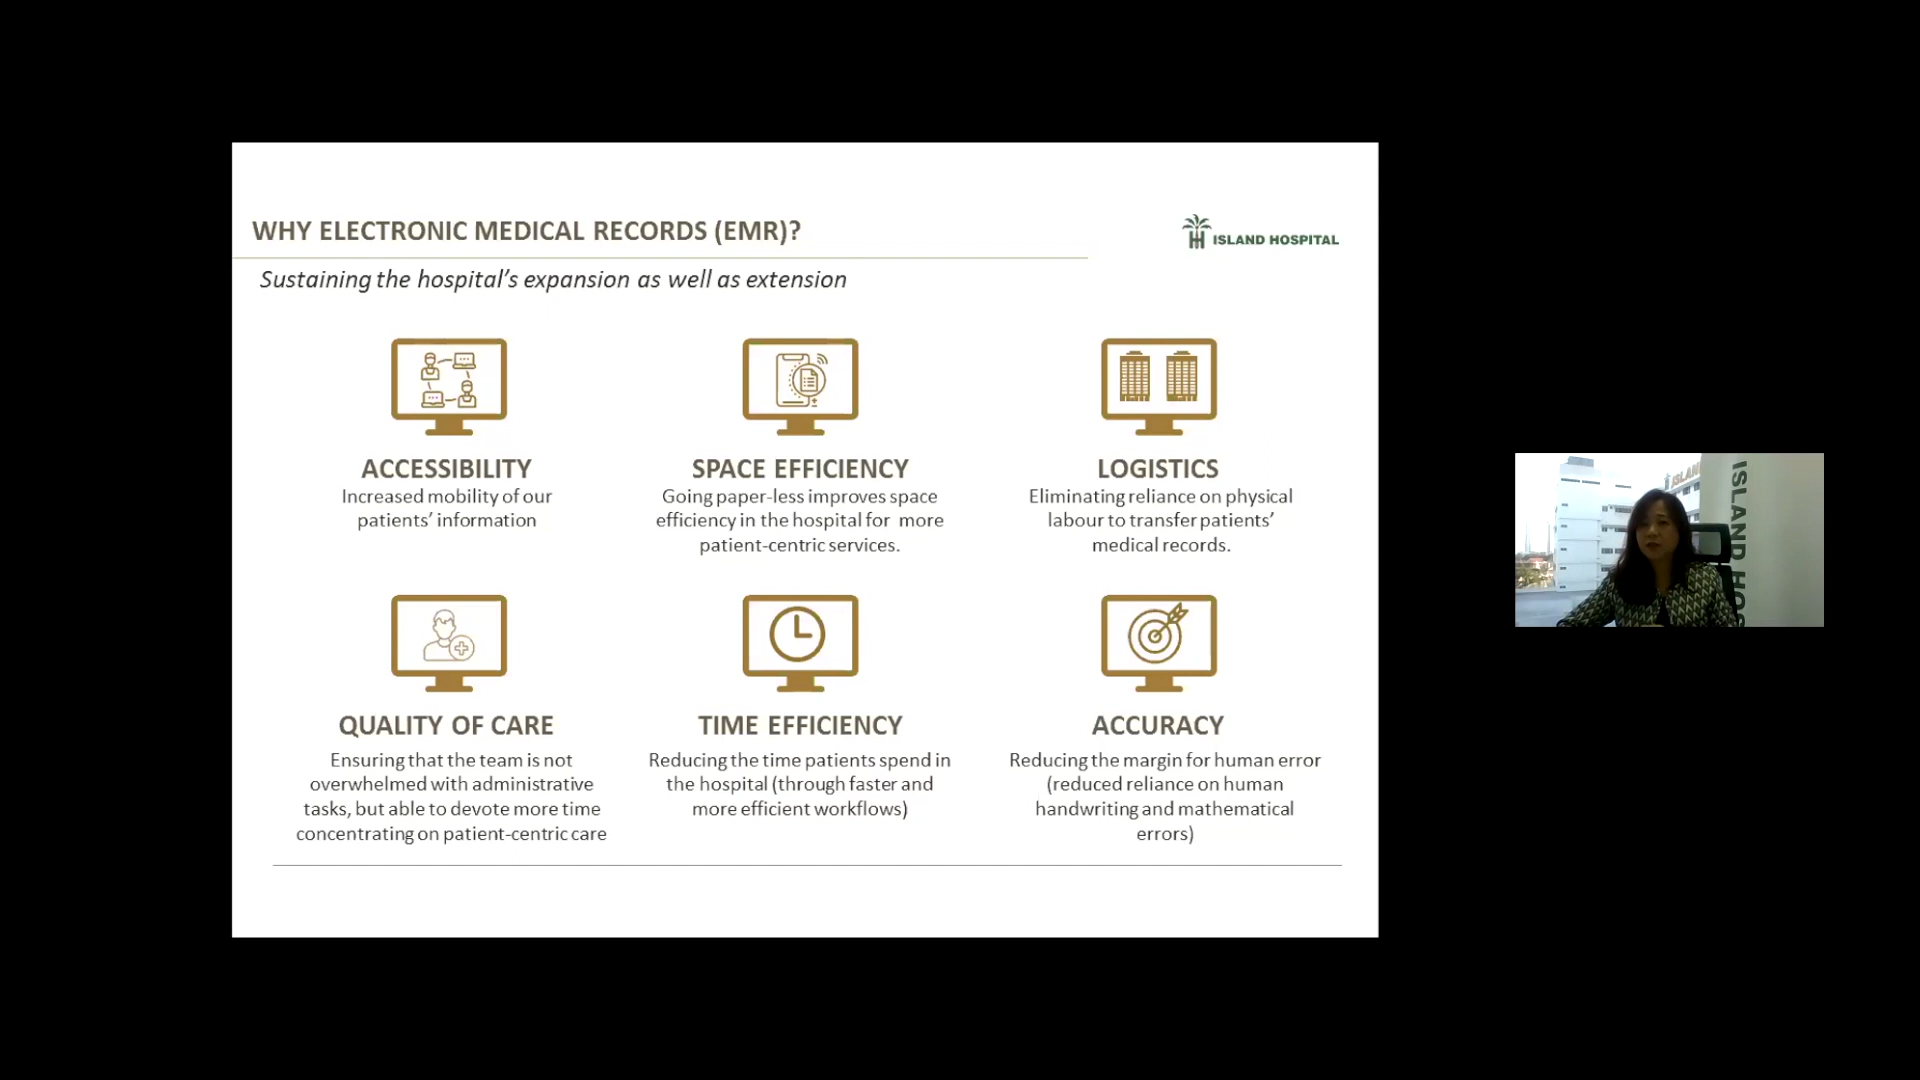 WHY ELECTRONIC MEDICAL RECORDS (EMR)?
ISLAND HOSPITAL
Sustaining the hospital's expansion as well as extension
ACCESSIBILITY
Increased mobility of our
patients' information
SPACE EFFICIENCY
Going paper-less improves space
efficiency in the hospital for more
patient-centric services.
LOGISTICS
Eliminating reliance on physical
labour to transfer patients'
medical records.
QUALITY OF CARE
Ensuring that the team is not
overwhelmed with administrative
tasks, but able to devote more time
concentrating on patient-centric care
TIME EFFICIENCY
Reducing the time patients spend in
the hospital (through faster and
more efficient workflows)
ACCURACY
Reducing the margin for human error
(reduced reliance on human
handwriting and mathematical
errors)
ISLAN
ISLAND HOS